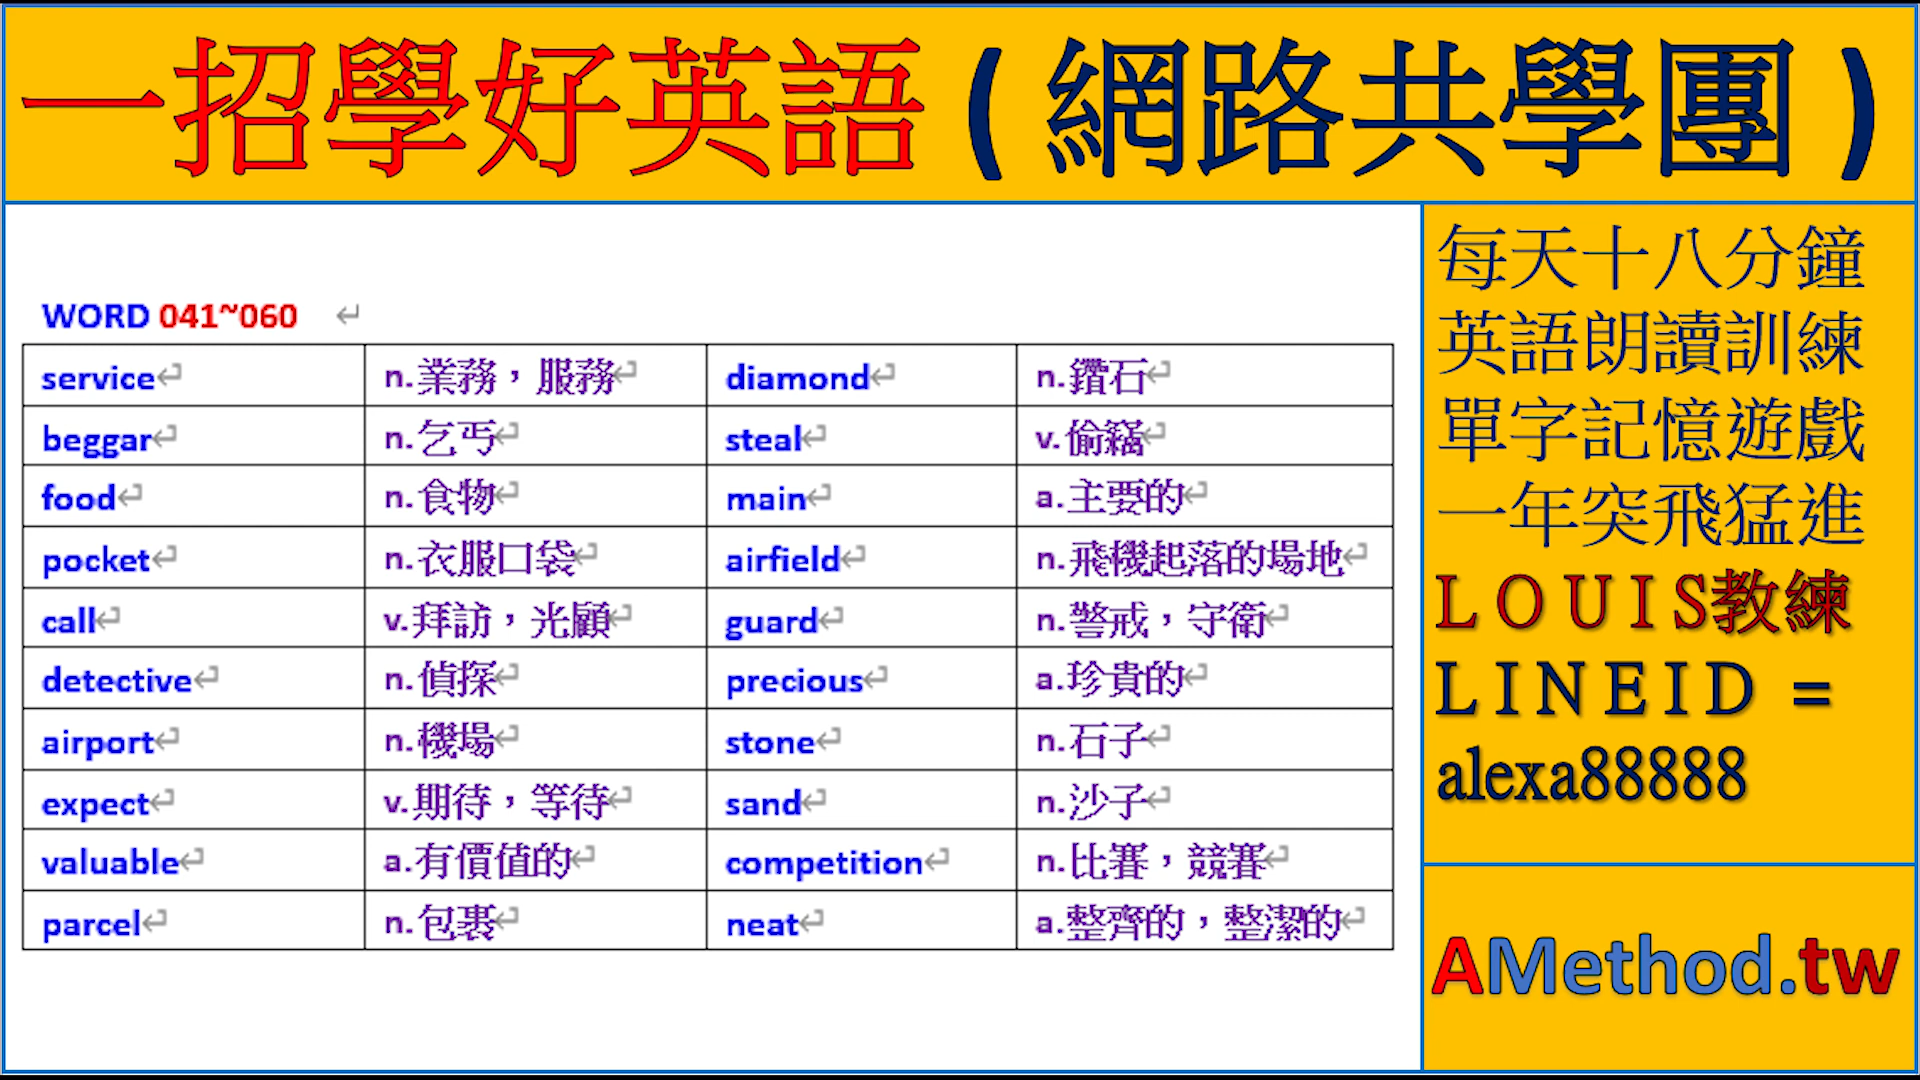 一招學好英語(網路共學團)
WORD 041~060
service n.業務，服務 diamond n.鑽石
beggar n.乞丐 steal v.偷竊
food n.食物 main a.主要的
pocket n.衣服口袋 airfield n.飛機起落的場地
call v.拜訪，光顧 guard n.警戒，守衛
detective n.偵探 precious a.珍貴的
airport n.機場 stone n.石子
expect v.期待，等待 sand n.沙子
valuable a.有價值的 competition n.比賽，競賽
parcel n.包裹 neat a.整齊的，整潔的
每天十八分鐘
英語朗讀訓練
單字記憶遊戲
一年突飛猛進
LOUIS教練
LINEID =
alexa88888
AMethod.tw